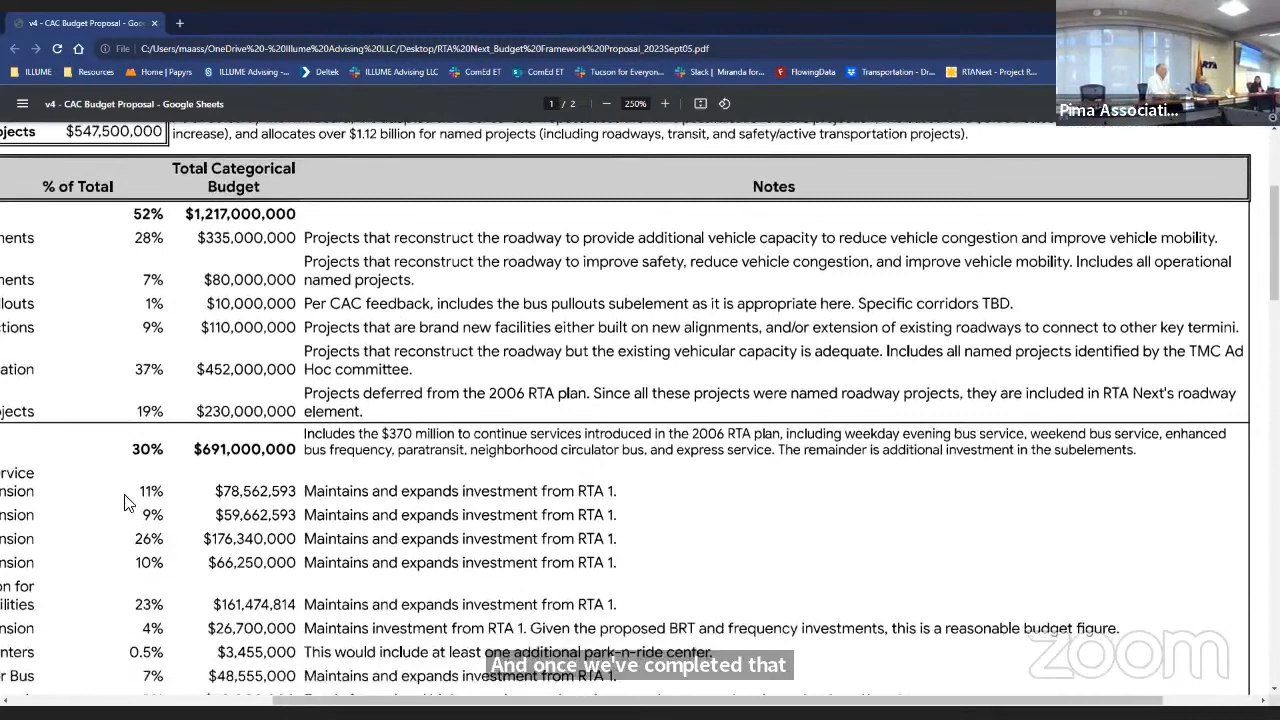 v4 - CAC Budget Proposal - Goo
File
C:/Users/maass/OneDrive%20-%20Illume%20Advising%20LLC/Desktop/RTA%20Next_Budget%20Framework%20Proposal_2023Sept05.pdf
ILLUME
Resources
Home | Papyrs
ILLUME Advising -...
Deltek
ILLUME Advising LLC
ComEd ET
ComEd ET
Tucson for Everyon...
Slack | Miranda for...
FlowingData
Transportation - Dr...
RTANext - Project R...
v4 - CAC Budget Proposal - Google Sheets
1 / 2
250%
Pima Associati...
ojects $547,500,000
increase), and allocates over $1.12 billion for named projects (including roadways, transit, and safety/active transportation projects).
% of Total
Total Categorical
Budget
Notes
52% $1,217,000,000
ments 28% $335,000,000 Projects that reconstruct the roadway to provide additional vehicle capacity to reduce vehicle congestion and improve vehicle mobility.
Projects that reconstruct the roadway to improve safety, reduce vehicle congestion, and improve vehicle mobility. Includes all operational
ments 7% $80,000,000 named projects.
llouts 1% $10,000,000 Per CAC feedback, includes the bus pullouts subelement as it is appropriate here. Specific corridors TBD.
ctions 9% $110,000,000 Projects that are brand new facilities either built on new alignments, and/or extension of existing roadways to connect to other key termini.
Projects that reconstruct the roadway but the existing vehicular capacity is adequate. Includes all named projects identified by the TMC Ad
ation 37% $452,000,000 Hoc committee.
Projects deferred from the 2006 RTA plan. Since all these projects were named roadway projects, they are included in RTA Next's roadway
ojects 19% $230,000,000 element.
Includes the $370 million to continue services introduced in the 2006 RTA plan, including weekday evening bus service, weekend bus service, enhanced
30% $691,000,000 bus frequency, paratransit, neighborhood circulator bus, and express service. The remainder is additional investment in the subelements.
ervice
nsion 11% $78,562,593 Maintains and expands investment from RTA 1.
nsion 9% $59,662,593 Maintains and expands investment from RTA 1.
nsion 26% $176,340,000 Maintains and expands investment from RTA 1.
nsion 10% $66,250,000 Maintains and expands investment from RTA 1.
on for
ilities 23% $161,474,814 Maintains and expands investment from RTA 1.
nsion 4% $26,700,000 Maintains investment from RTA 1. Given the proposed BRT and frequency investments, this is a reasonable budget figure.
nters 0.5% $3,455,000 This would include at least one additional park-n-ride center.
And once we've completed that
r Bus 7% $48,555,000 Maintains and expands investment from RTA 1.
zoom